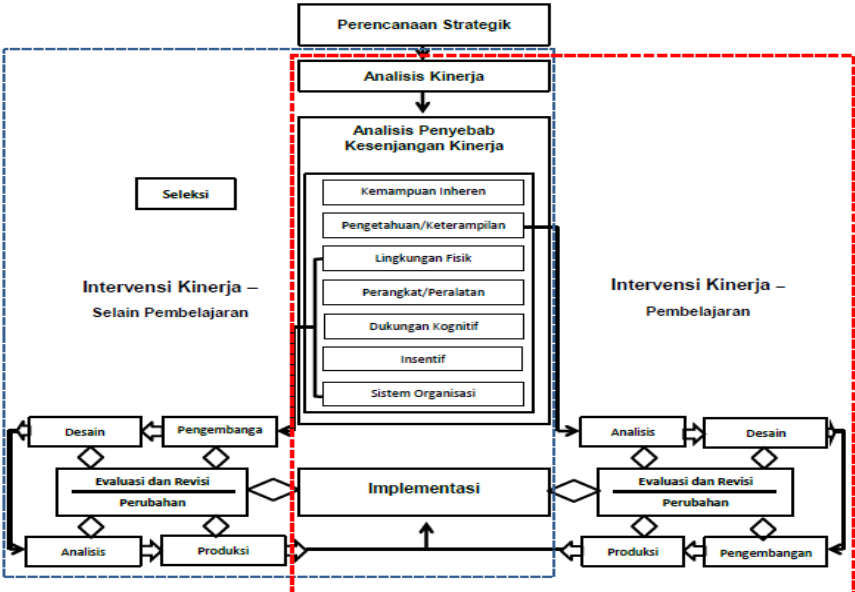 Perencanaan Strategik
Analisis Kinerja
Analisis Penyebab
Kesenjangan Kinerja
Kemampuan Inheren
Pengetahuan/Keterampilan
Lingkungan Fisik
Perangkat/Peralatan
Dukungan Kognitif
Insentif
Sistem Organisasi
Seleksi
Intervensi Kinerja –
Selain Pembelajaran
Intervensi Kinerja –
Pembelajaran
Desain
Pengembanga
Evaluasi dan Revisi
Perubahan
Analisis
Produksi
Implementasi
Analisis
Desain
Evaluasi dan Revisi
Perubahan
Produksi
Pengembangan